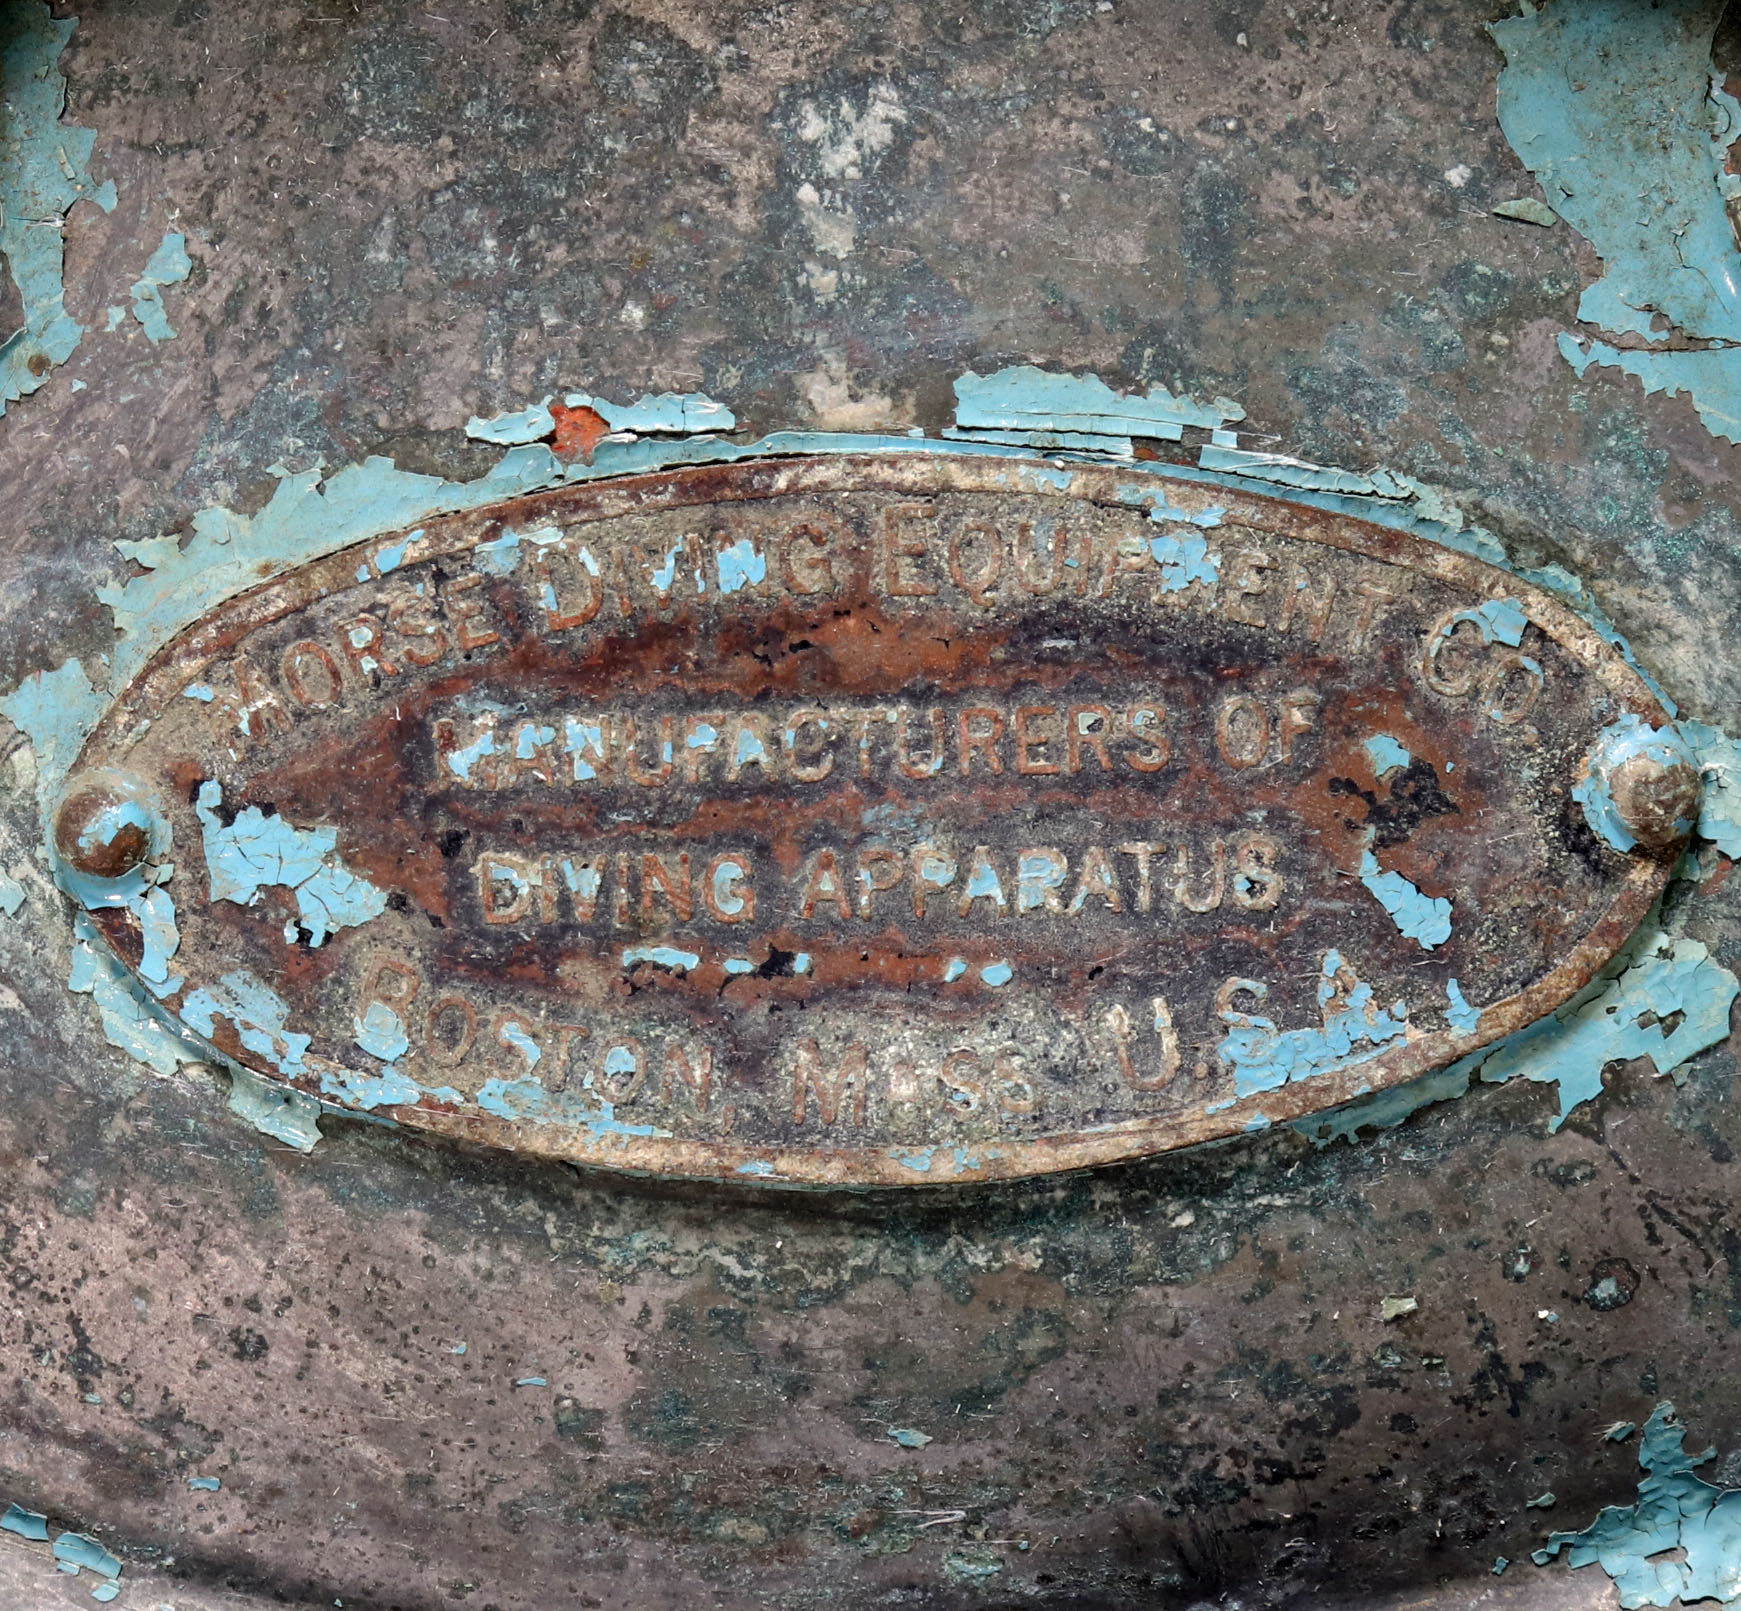 MORSE DIVING EQUIPMENT CO
MANUFACTURERS OF
DIVING APPARATUS
BOSTON, MASS U.S.A.